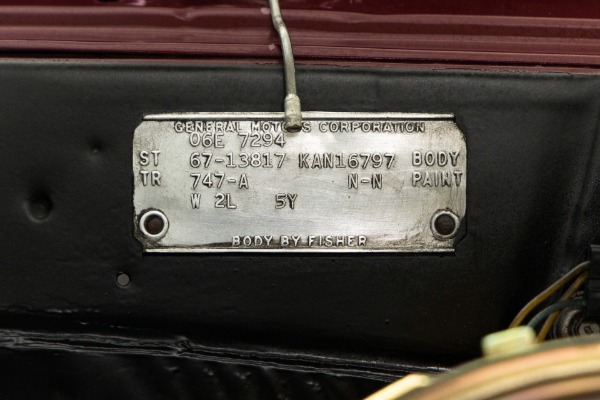 GENERAL MOTORS CORPORATION
06E 7294
ST 67-13817 KAN16797 BODY
TR 747-A N-N PAINT
W 2L 5Y
BODY BY FISHER